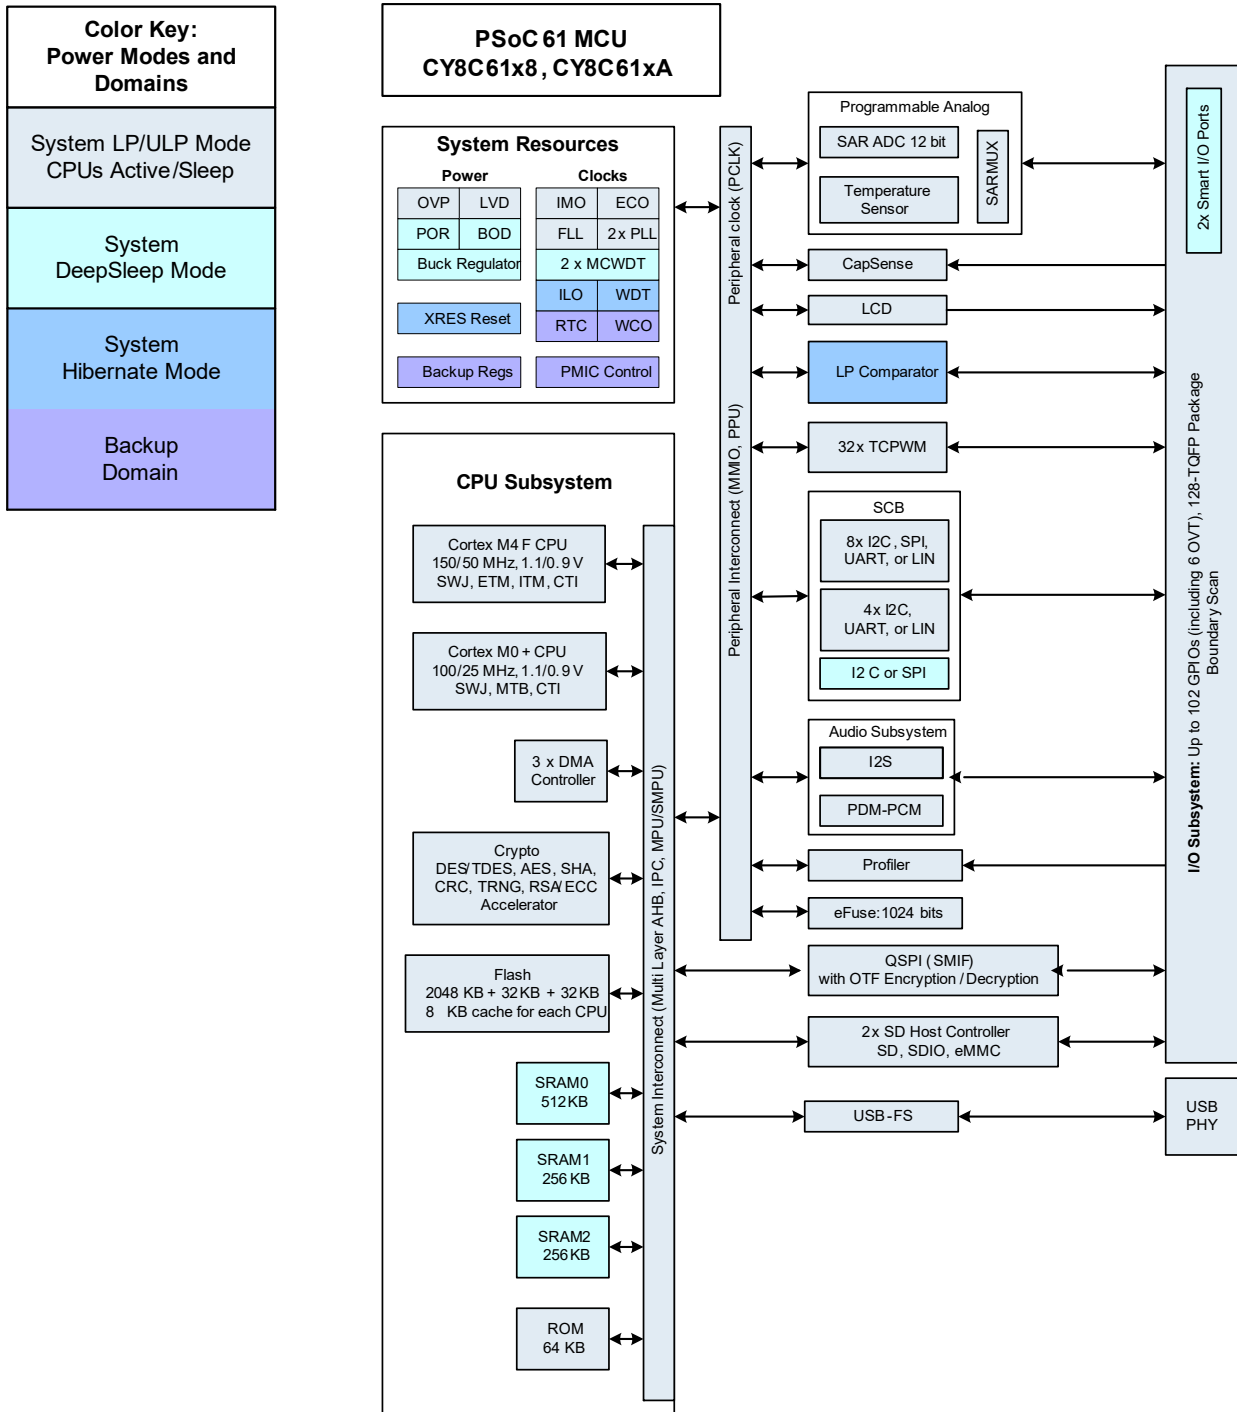 Color Key:
Power Modes and
Domains
System LP/ULP Mode
CPUs Active/Sleep
System
DeepSleep Mode
System
Hibernate Mode
Backup
Domain
PSoC 61 MCU
CY8C61x8, CY8C61xA
System Resources
Power
OVP LVD
POR BOD
Buck Regulator
XRES Reset
Backup Regs
Clocks
IMO ECO
FLL 2x PLL
2 x MCWDT
ILO WDT
RTC WCO
PMIC Control
CPU Subsystem
Cortex M4F CPU
150/50 MHz, 1.1/0.9 V
SWJ, ETM, ITM, CTI
Cortex M0+ CPU
100/25 MHz, 1.1/0.9 V
SWJ, MTB, CTI
3 x DMA
Controller
Crypto
DES/TDES, AES, SHA,
CRC, TRNG, RSA/ECC
Accelerator
Flash
2048 KB + 32KB + 32KB
8 KB cache for each CPU
SRAM0
512KB
SRAM1
256 KB
SRAM2
256KB
ROM
64 KB
System Interconnect (Multi Layer AHB, IPC, MPU/SMPU)
Peripheral Interconnect (MMIO, PPU)
Peripheral clock (PCLK)
Programmable Analog
SAR ADC 12 bit
Temperature
Sensor
SARMUX
CapSense
LCD
LP Comparator
32x TCPWM
SCB
8x I2C, SPI,
UART, or LIN
4x I2C,
UART, or LIN
I2C or SPI
Audio Subsystem
I2S
PDM-PCM
Profiler
eFuse: 1024 bits
QSPI (SMIF)
with OTF Encryption/Decryption
2x SD Host Controller
SD, SDIO, eMMC
USB-FS
2x Smart I/O Ports
I/O Subsystem: Up to 102 GPIOs (including 6 OVT), 128-TQFP Package
Boundary Scan
USB
PHY